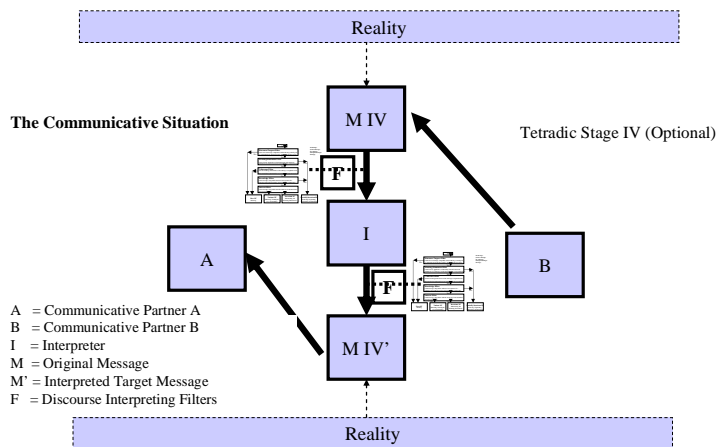 Reality
The Communicative Situation
M IV
Tetradic Stage IV (Optional)
F
I
A
B
F
A = Communicative Partner A
B = Communicative Partner B
I = Interpreter
M = Original Message
M’ = Interpreted Target Message
F = Discourse Interpreting Filters
M IV’
Reality